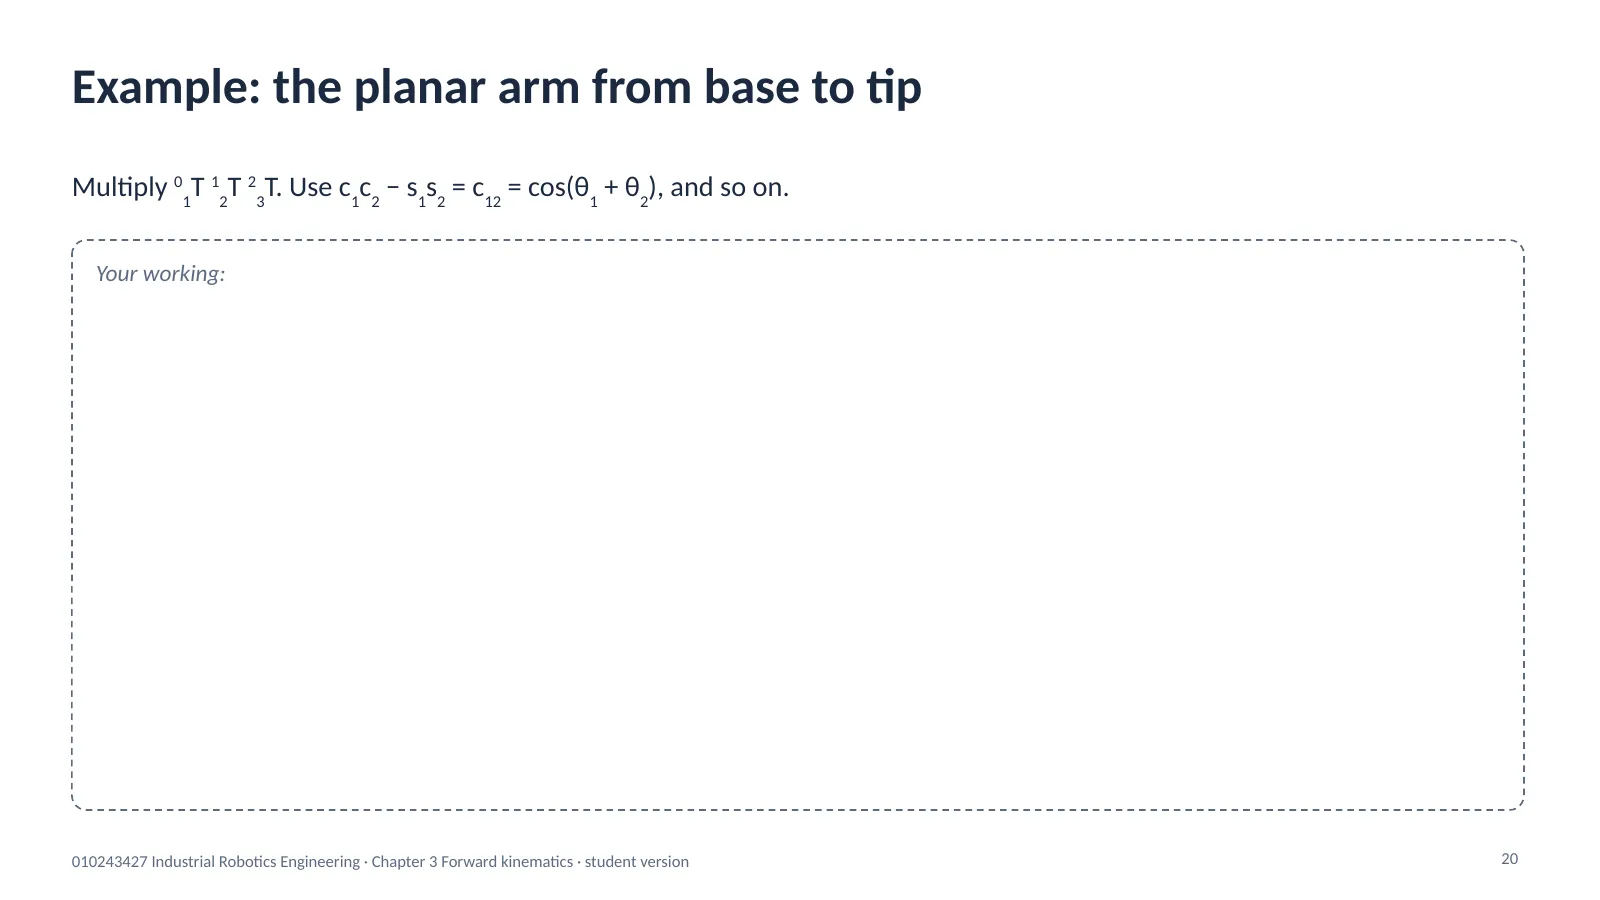 Example: the planar arm from base to tip
Multiply ⁰₁T ¹₂T ²₃T. Use c₁c₂ − s₁s₂ = c₁₂ = cos(θ₁ + θ₂), and so on.
Your working:
010243427 Industrial Robotics Engineering · Chapter 3 Forward kinematics · student version
20